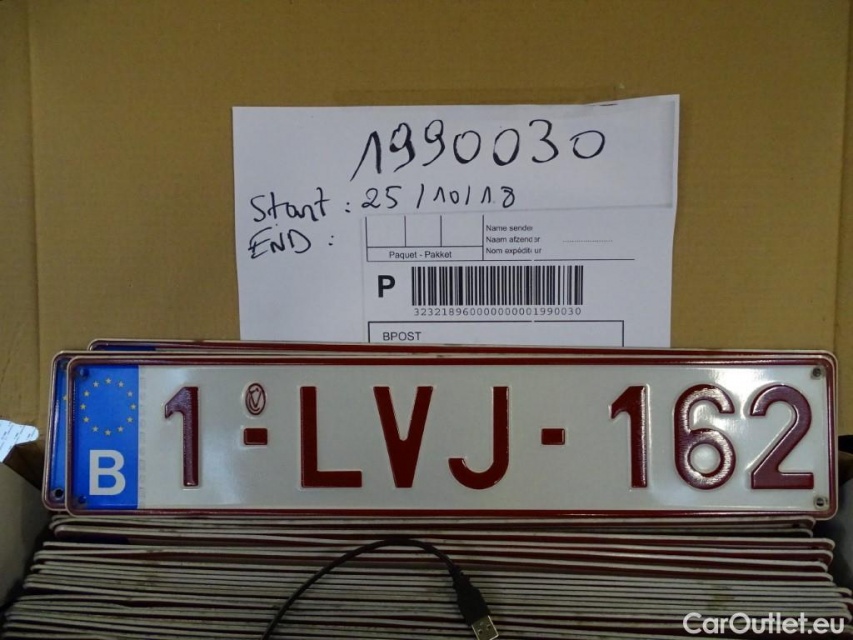 1990030
Start : 25/10/18
END :
Name sender
Naam afzender
Nom expéditeur
Paquet - Pakket
P
323218960000000001990030
BPOST
B 1-LVJ-162
CarOutlet.eu